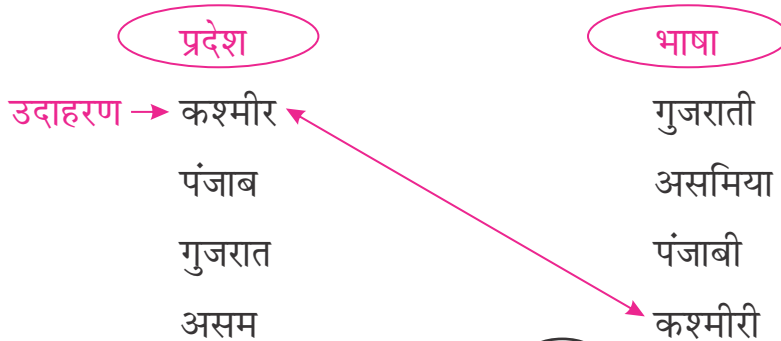 प्रदेश भाषा
उदाहरण कश्मीर गुजराती
पंजाब असमिया
गुजरात पंजाबी
असम कश्मीरी